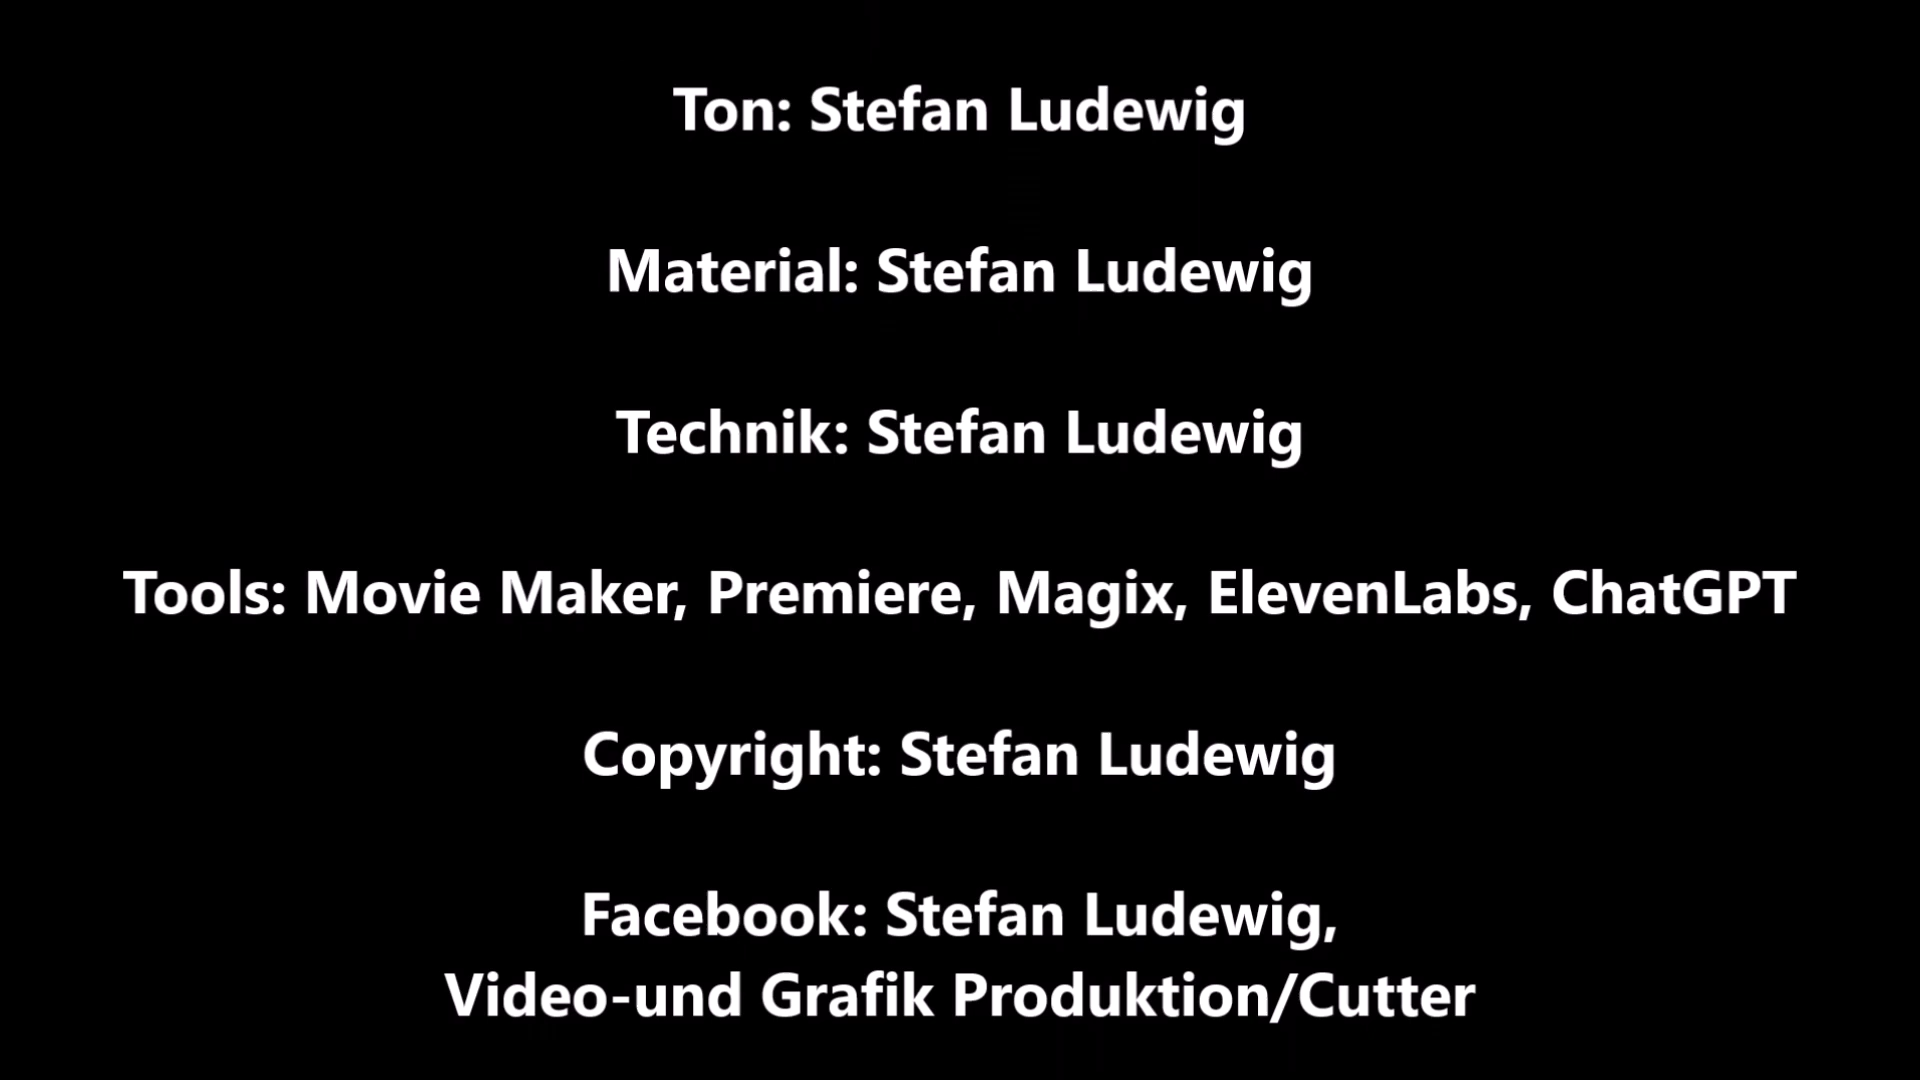 Ton: Stefan Ludewig
Material: Stefan Ludewig
Technik: Stefan Ludewig
Tools: Movie Maker, Premiere, Magix, ElevenLabs, ChatGPT
Copyright: Stefan Ludewig
Facebook: Stefan Ludewig,
Video-und Grafik Produktion/Cutter